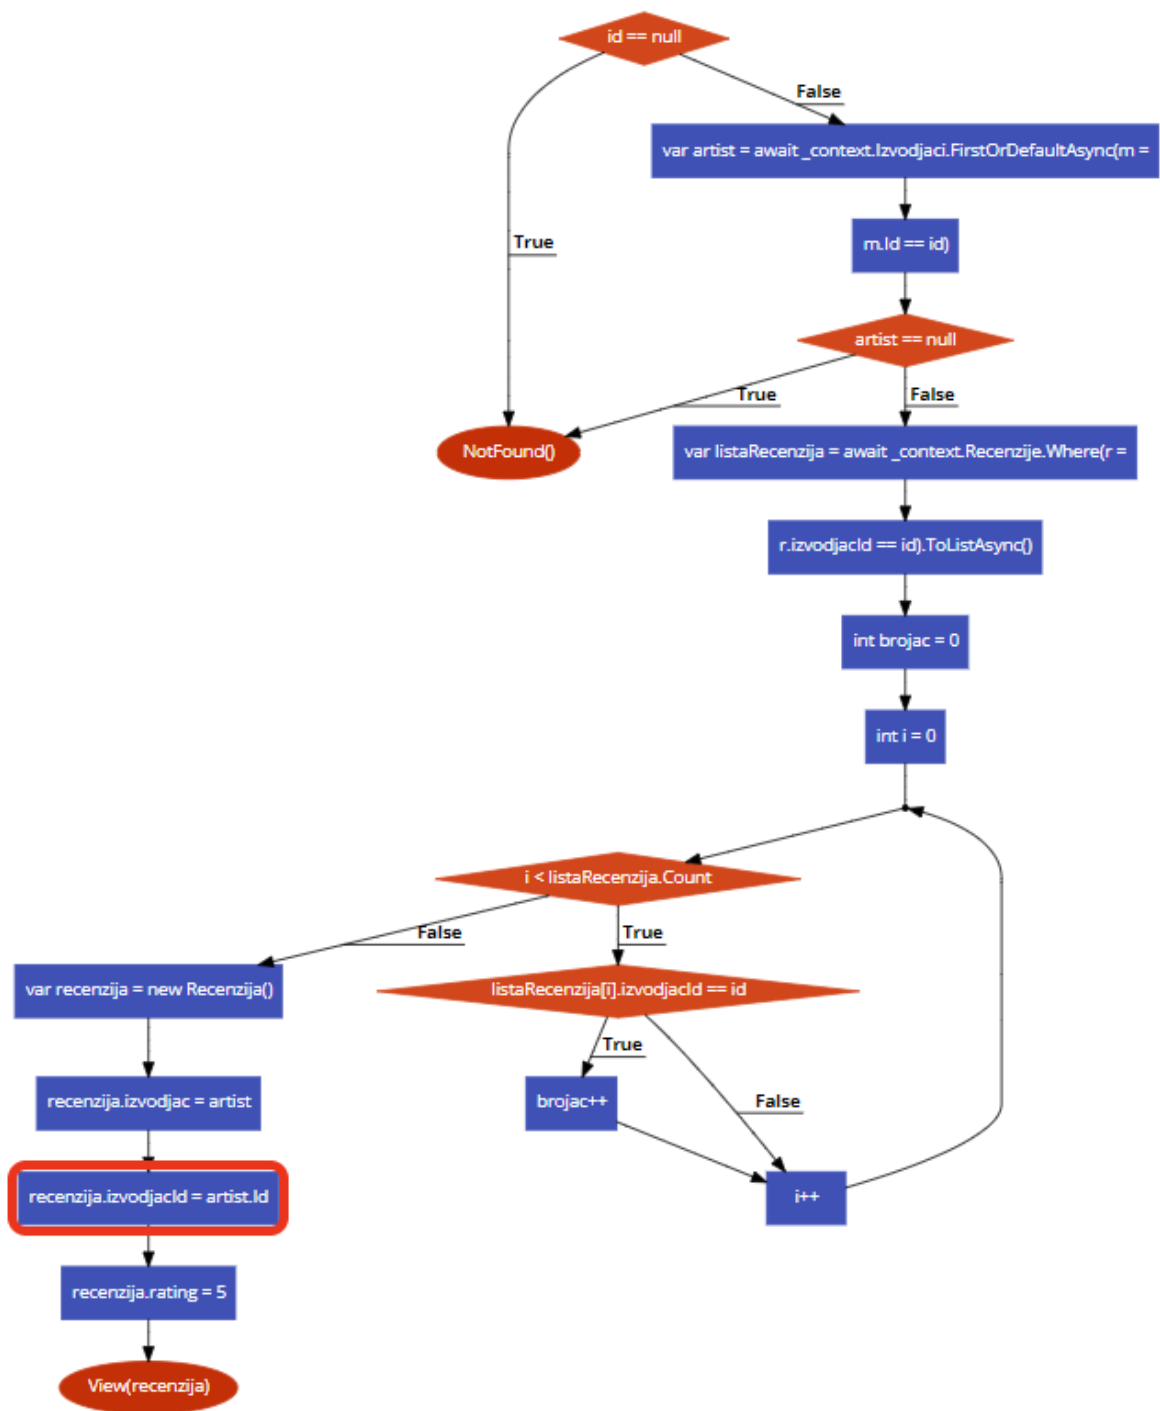 id == null
False
var artist = await _context.Izvodjaci.FirstOrDefaultAsync(m =
True
m.Id == id)
artist == null
True
False
NotFound()
var listaRecenzija = await _context.Recenzije.Where(r =
r.izvodjacId == id).ToListAsync()
int brojac = 0
int i = 0
i < listaRecenzija.Count
False
True
var recenzija = new Recenzija()
listaRecenzija[i].izvodjacId == id
True
recenzija.izvodjac = artist
brojac++
False
recenzija.izvodjacId = artist.Id
i++
recenzija.rating = 5
View(recenzija)